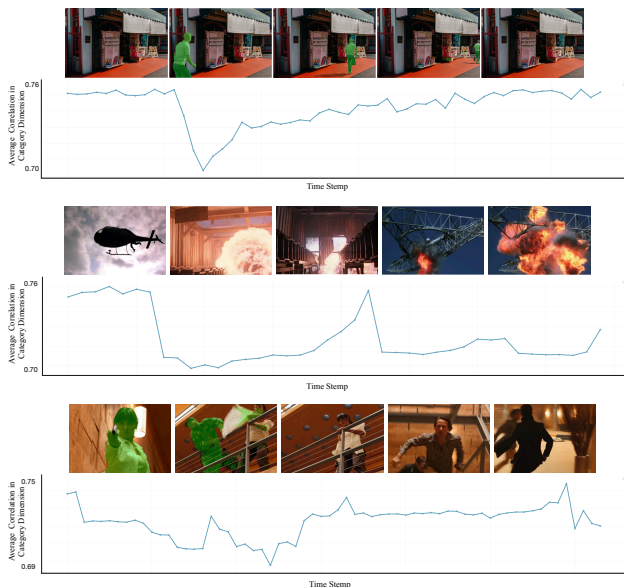 0.76
Average Correlation in
Category Dimension
0.70
Time Stemp
0.76
Average Correlation in
Category Dimension
0.70
Time Stemp
0.75
Average Correlation in
Category Dimension
0.69
Time Stemp